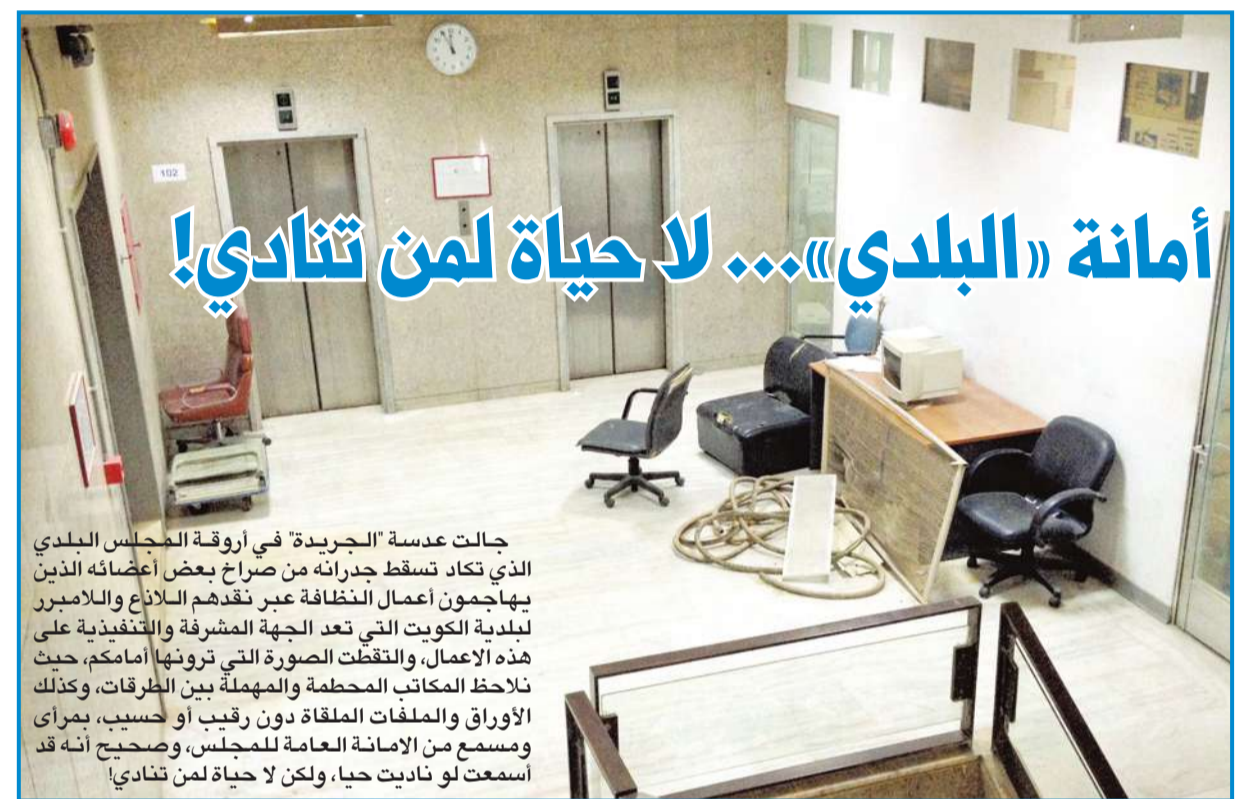 102
أمانة «البلدي»... لا حياة لمن تنادي!
جالت عدسة "الجريدة" في أروقة المجلس البلدي
الذي تكاد تسقط جدرانه من صراخ بعض أعضائه الذين
يهاجمون أعمال النظافة عبر نقدهم اللاذع واللامبرر
لبلدية الكويت التي تعد الجهة المشرفة والتنفيذية على
هذه الاعمال، والتقطت الصورة التي ترونها أمامكم، حيث
نلاحظ المكاتب المحطمة والمهملة بين الطرقات، وكذلك
الأوراق والملفات الملقاة دون رقيب أو حسيب، بمرأى
ومسمع من الامانة العامة للمجلس، وصحيح أنه قد
أسمعت لو ناديت حيا، ولكن لا حياة لمن تنادي!